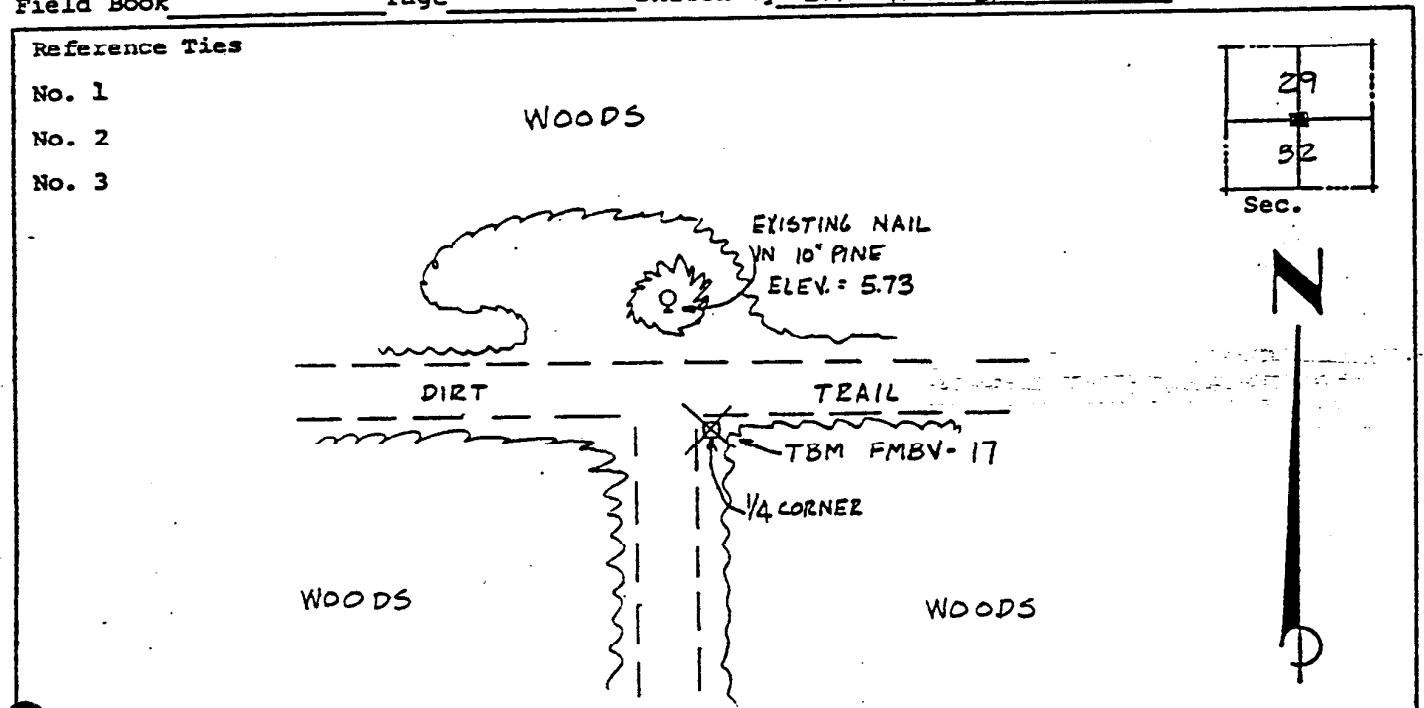 Field Book Page
Reference Ties
No. 1
No. 2
No. 3
WOODS
29
32
Sec.
EXISTING NAIL
IN 10" PINE
ELEV. = 5.73
N
DIRT TRAIL
TBM FMBV-17
1/4 CORNER
WOODS
WOODS